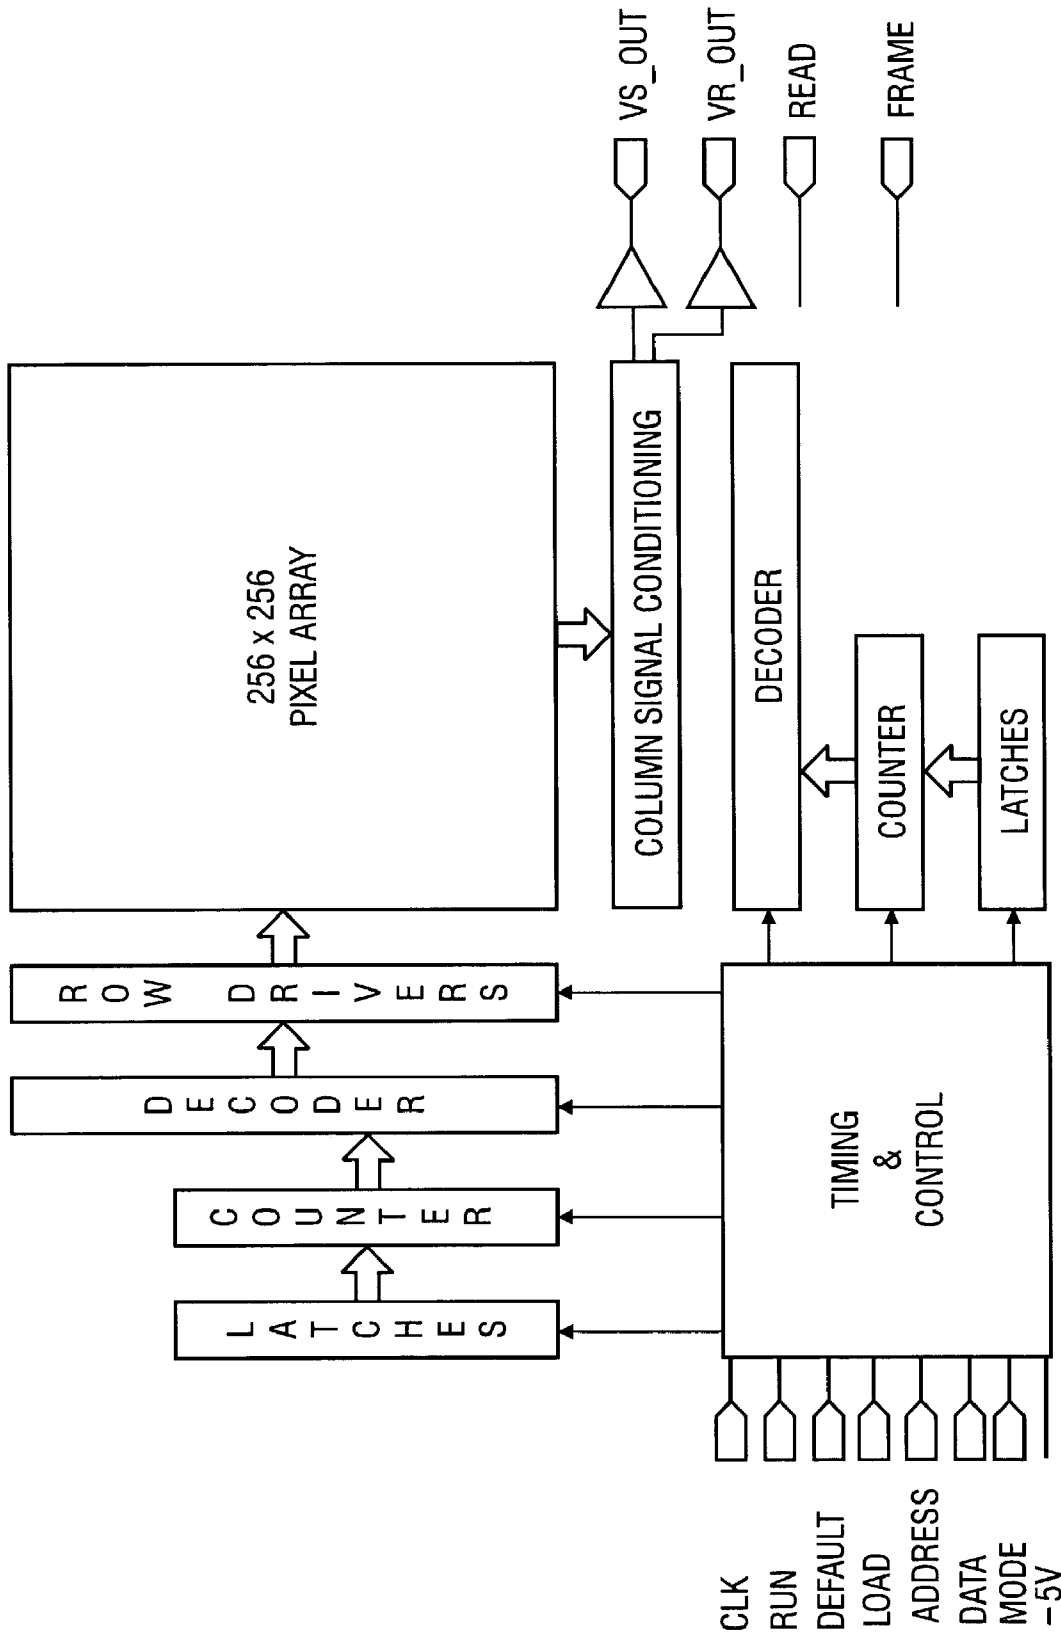 256 x 256
PIXEL ARRAY
ROW DRIVERS
DECODER
COUNTER
LATCHES
COLUMN SIGNAL CONDITIONING
VS_OUT
VR_OUT
READ
FRAME
DECODER
COUNTER
LATCHES
TIMING
&
CONTROL
CLK
RUN
DEFAULT
LOAD
ADDRESS
DATA
MODE
–5V